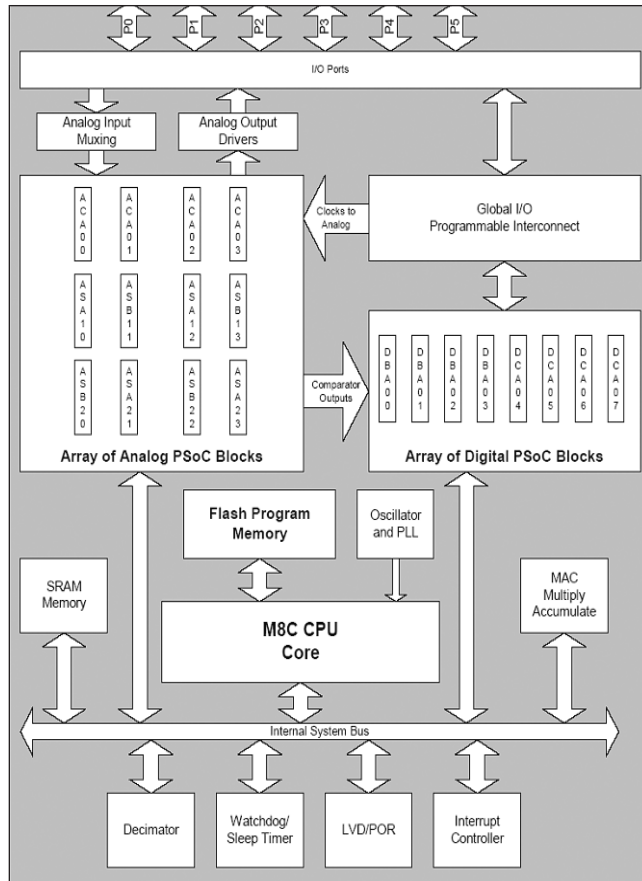 P0 P1 P2 P3 P4 P5
I/O Ports
Analog Input
Muxing
Analog Output
Drivers
ACA00 ACA01 ACA02 ACA03
ASA10 ASB11 ASA12 ASB13
ASB20 ASA21 ASB22 ASA23
Array of Analog PSoC Blocks
Clocks to
Analog
Global I/O
Programmable Interconnect
Comparator
Outputs
DBA00 DBA01 DBA02 DBA03 DCA04 DCA05 DCA06 DCA07
Array of Digital PSoC Blocks
Flash Program
Memory
Oscillator
and PLL
SRAM
Memory
M8C CPU
Core
MAC
Multiply
Accumulate
Internal System Bus
Decimator
Watchdog/
Sleep Timer
LVD/POR
Interrupt
Controller